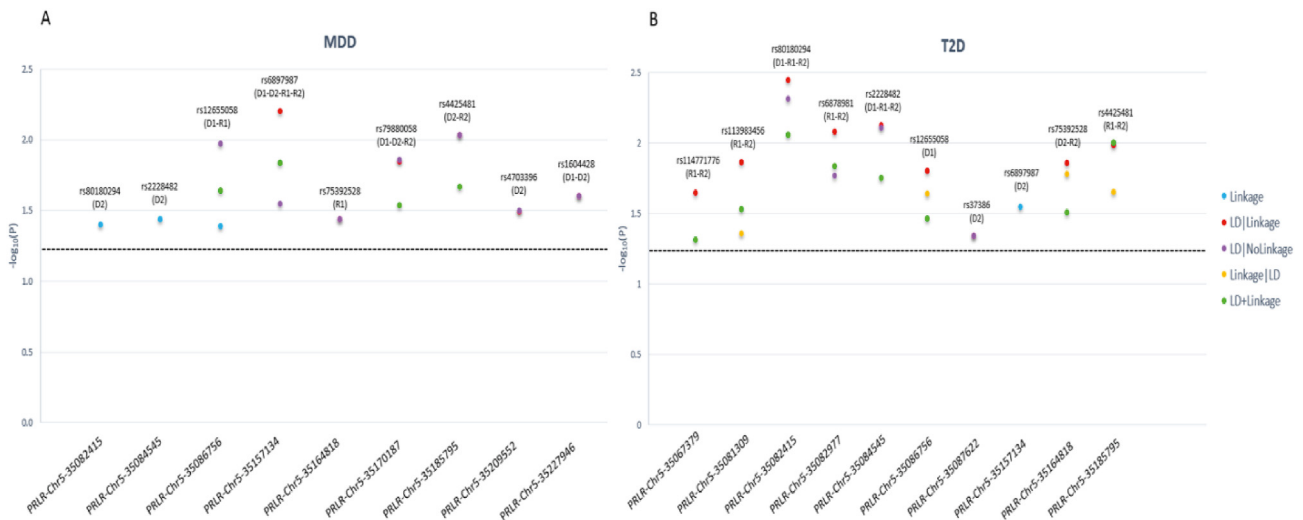 A
MDD
2.5
2.0
1.5
1.0
0.5
0.0
-log₁₀(P)
rs80180294
(D2)
rs2228482
(D2)
rs12655058
(D1-R1)
rs6897987
(D1-D2-R1-R2)
rs75392528
(R1)
rs79880058
(D1-D2-R2)
rs4425481
(D2-R2)
rs4703396
(D2)
rs1604428
(D1-D2)
PRLR-Chr5-35082415
PRLR-Chr5-35084545
PRLR-Chr5-35086756
PRLR-Chr5-35157134
PRLR-Chr5-35164818
PRLR-Chr5-35170187
PRLR-Chr5-35185795
PRLR-Chr5-35209552
PRLR-Chr5-35227946
B
T2D
2.5
2
1.5
1
0.5
0
-log₁₀(P)
rs114771776
(R1-R2)
rs113983456
(R1-R2)
rs80180294
(D1-R1-R2)
rs6878981
(R1-R2)
rs2228482
(D1-R1-R2)
rs12655058
(D1)
rs37386
(D2)
rs6897987
(D2)
rs75392528
(D2-R2)
rs4425481
(R1-R2)
PRLR-Chr5-35067379
PRLR-Chr5-35081309
PRLR-Chr5-35082415
PRLR-Chr5-35082977
PRLR-Chr5-35084545
PRLR-Chr5-35086756
PRLR-Chr5-35087622
PRLR-Chr5-35157134
PRLR-Chr5-35164818
PRLR-Chr5-35185795
Linkage
LD|Linkage
LD|NoLinkage
Linkage|LD
LD+Linkage